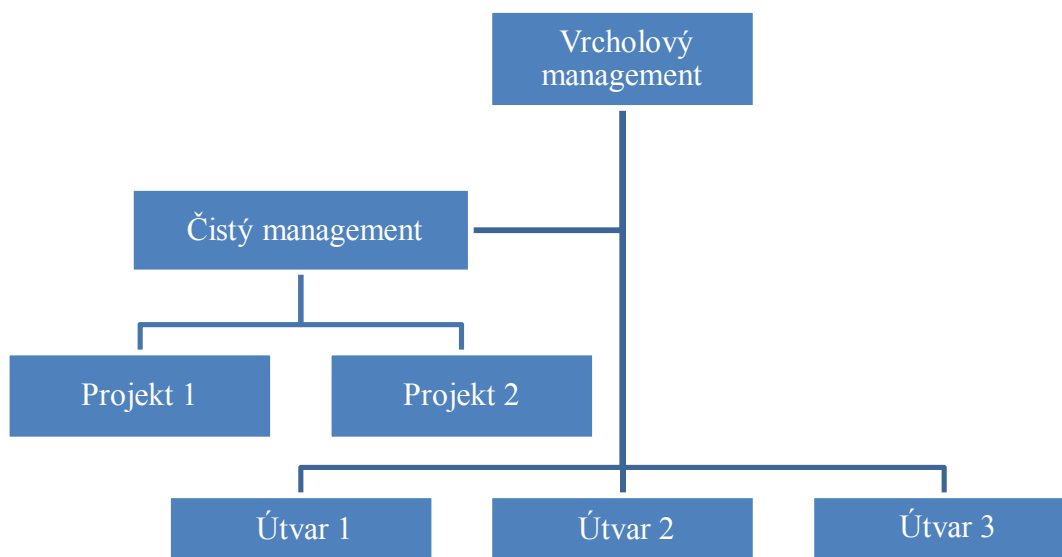 Vrcholový
management
Čistý management
Projekt 1
Projekt 2
Útvar 1
Útvar 2
Útvar 3